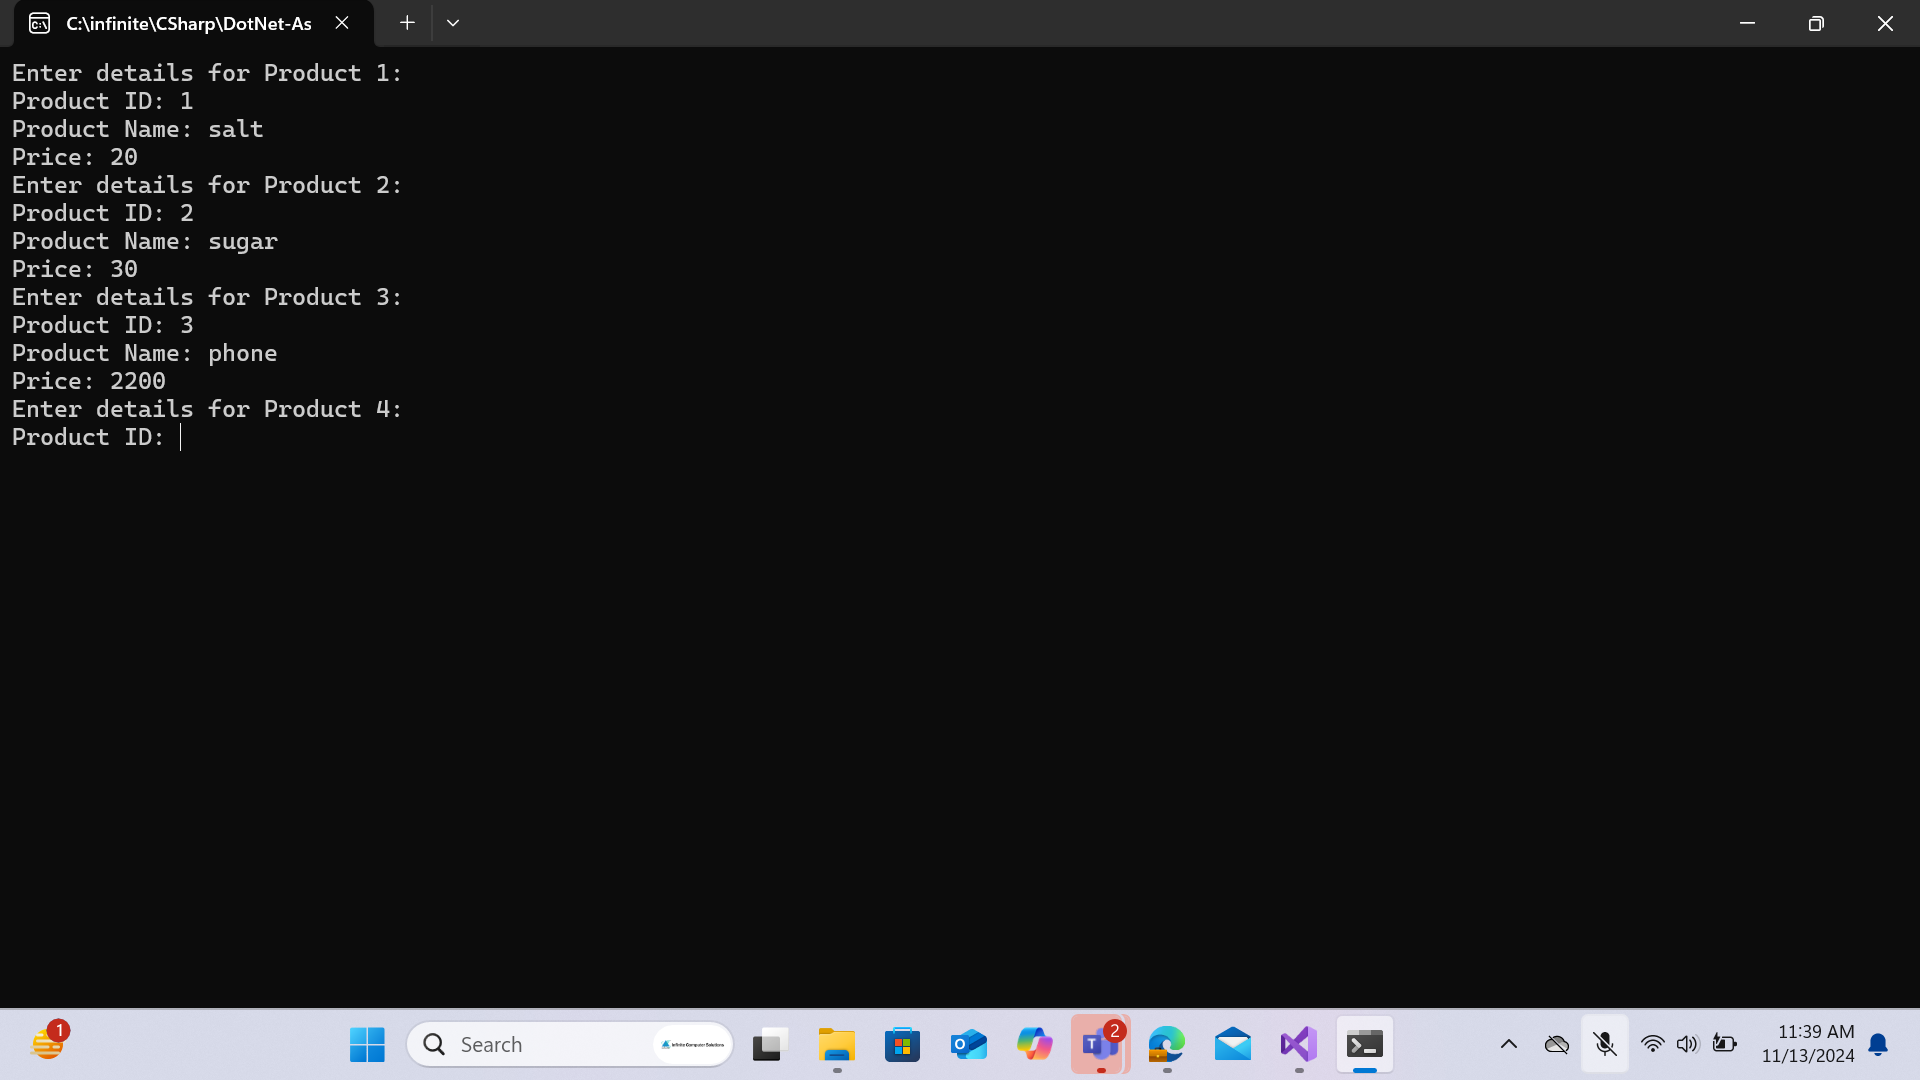 C:\infinite\CSharp\DotNet-As
Enter details for Product 1:
Product ID: 1
Product Name: salt
Price: 20
Enter details for Product 2:
Product ID: 2
Product Name: sugar
Price: 30
Enter details for Product 3:
Product ID: 3
Product Name: phone
Price: 2200
Enter details for Product 4:
Product ID:
1
Search
Infinite Computer Solutions
2
11:39 AM
11/13/2024